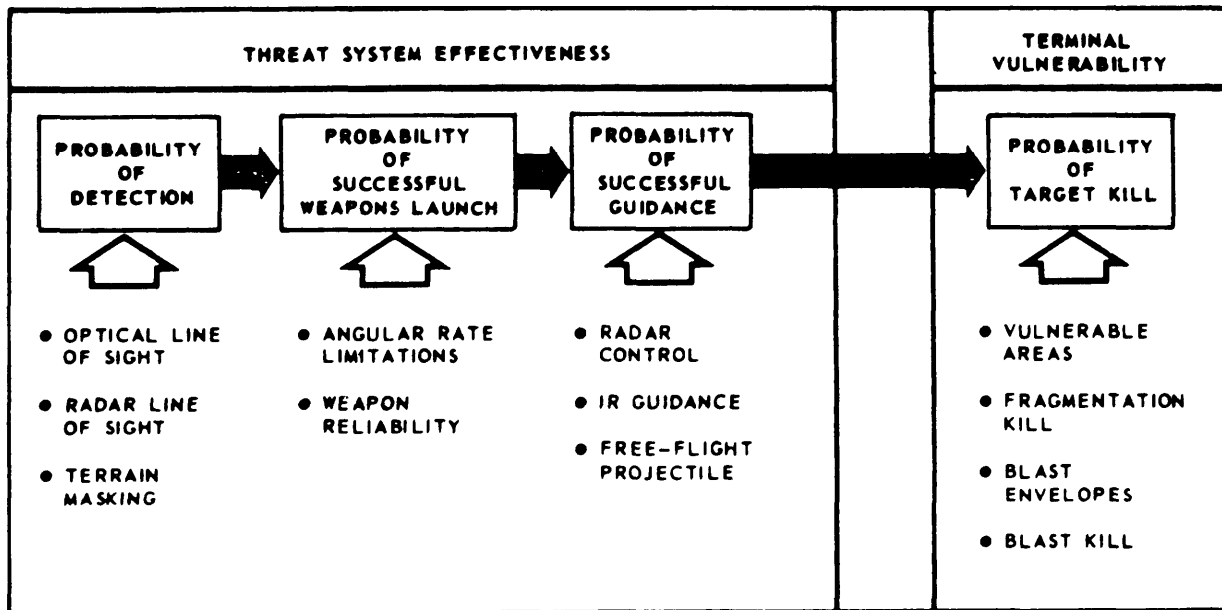 THREAT SYSTEM EFFECTIVENESS
TERMINAL
VULNERABILITY
PROBABILITY
OF
DETECTION
PROBABILITY
OF
SUCCESSFUL
WEAPONS LAUNCH
PROBABILITY
OF
SUCCESSFUL
GUIDANCE
PROBABILITY
OF
TARGET KILL
● OPTICAL LINE
OF SIGHT
● RADAR LINE
OF SIGHT
● TERRAIN
MASKING
● ANGULAR RATE
LIMITATIONS
● WEAPON
RELIABILITY
● RADAR
CONTROL
● IR GUIDANCE
● FREE-FLIGHT
PROJECTILE
● VULNERABLE
AREAS
● FRAGMENTATION
KILL
● BLAST
ENVELOPES
● BLAST KILL